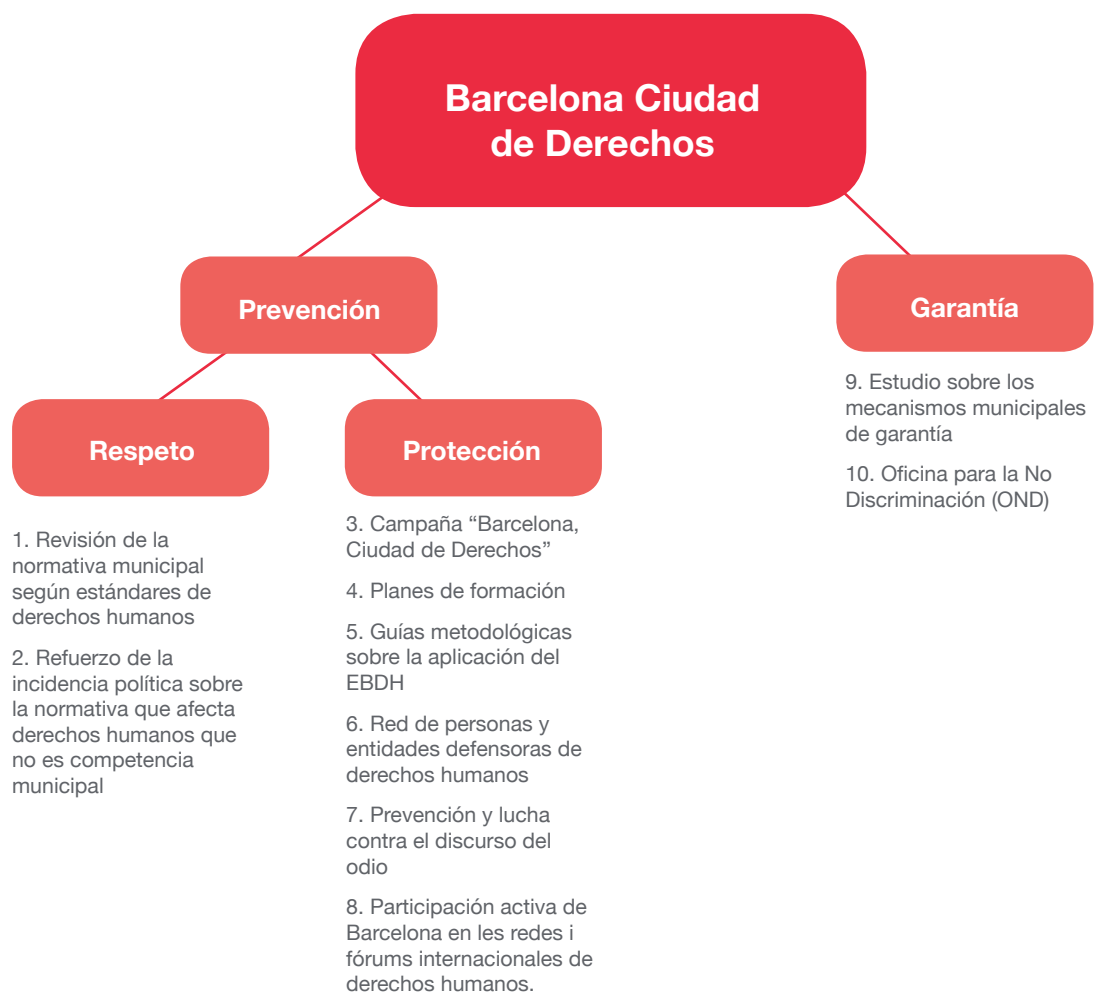 Barcelona Ciudad
de Derechos
Prevención
Garantía
Respeto
Protección
1. Revisión de la
normativa municipal
según estándares de
derechos humanos
2. Refuerzo de la
incidencia política sobre
la normativa que afecta
derechos humanos que
no es competencia
municipal
3. Campaña “Barcelona,
Ciudad de Derechos”
4. Planes de formación
5. Guías metodológicas
sobre la aplicación del
EBDH
6. Red de personas y
entidades defensoras de
derechos humanos
7. Prevención y lucha
contra el discurso del
odio
8. Participación activa de
Barcelona en les redes i
fórums internacionales de
derechos humanos.
9. Estudio sobre los
mecanismos municipales
de garantía
10. Oficina para la No
Discriminación (OND)